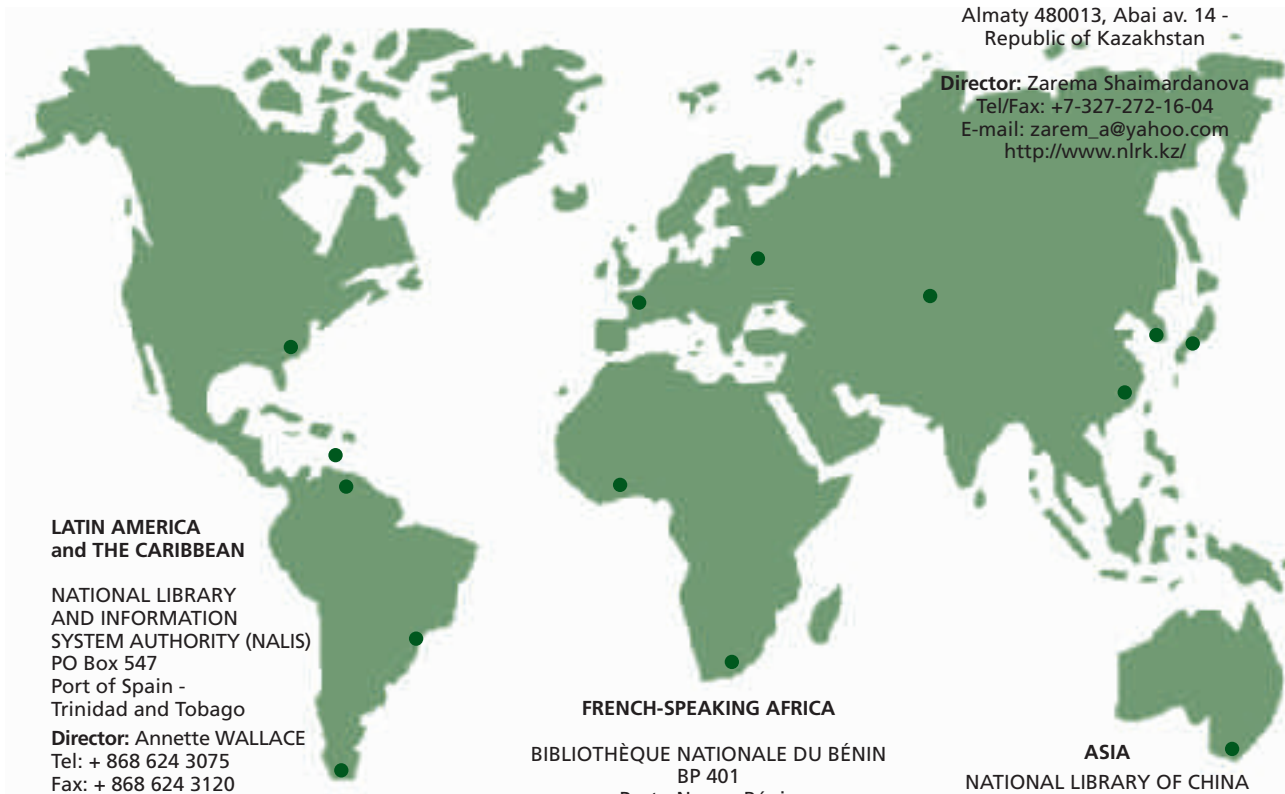 Almaty 480013, Abai av. 14 -
Republic of Kazakhstan
Director: Zarema Shaimardanova
Tel/Fax: +7-327-272-16-04
E-mail: zarem_a@yahoo.com
http://www.nlrk.kz/
LATIN AMERICA
and THE CARIBBEAN
NATIONAL LIBRARY
AND INFORMATION
SYSTEM AUTHORITY (NALIS)
PO Box 547
Port of Spain -
Trinidad and Tobago
Director: Annette WALLACE
Tel: + 868 624 3075
Fax: + 868 624 3120
FRENCH-SPEAKING AFRICA
BIBLIOTHÈQUE NATIONALE DU BÉNIN
BP 401
ASIA
NATIONAL LIBRARY OF CHINA